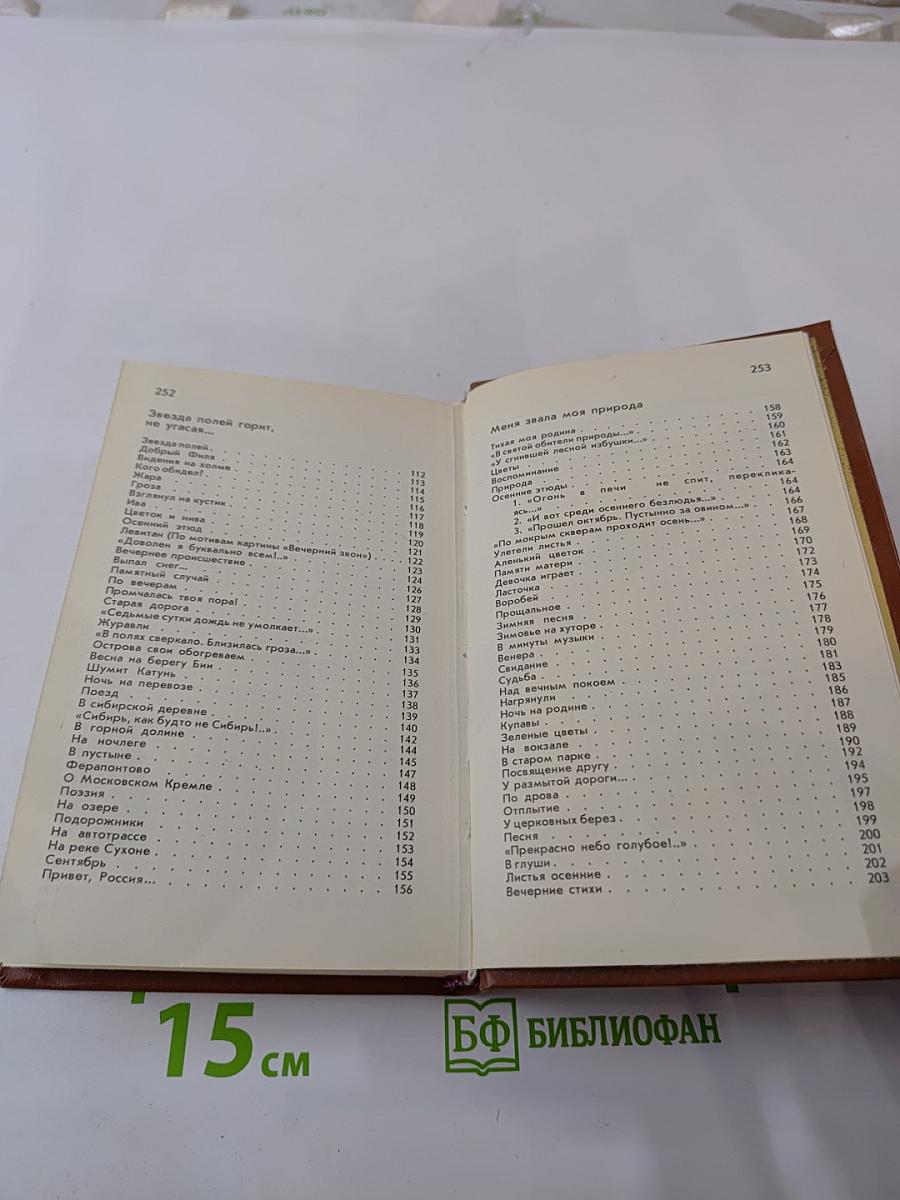 252
Звезда полей горит,
не угасая...
Звезда полей . 112
Добрый Филя . 113
Видения на холме . 114
Кого обидел? . 115
Жара . 116
Гроза . 117
Взглянул на кустик . 118
Ива . 119
Цветок и нива . 120
Осенний этюд . 121
Левитан (По мотивам картины «Вечерний звон») . 122
«Доволен я буквально всем!..» . 123
Вечернее происшествие . 124
Выпал снег... . 126
Памятный случай . 127
По вечерам . 128
Промчалась твоя пора! . 129
Старая дорога . 130
«Седьмые сутки дождь не умолкает...» . 131
Журавли . 133
«В полях сверкало. Близилась гроза...» . 134
Острова свои обогреваем . 135
Весна на берегу Бии . 136
Шумит Катунь . 137
Ночь на перевозе . 138
Поезд . 139
В сибирской деревне . 140
«Сибирь, как будто не Сибирь!..» . 142
В горной долине . 144
На ночлеге . 145
В пустыне . 147
Ферапонтово . 148
О Московском Кремле . 149
Поэзия . 150
На озере . 151
Подорожники . 152
На автотрассе . 153
На реке Сухоне . 154
Сентябрь . 155
Привет, Россия... . 156
253
Меня звала моя природа
Тихая моя родина . 158
«В святой обители природы...» . 159
«У сгнившей лесной избушки...» . 160
Цветы . 161
Воспоминание . 162
Природа . 163
Осенние этюды . 164
1. «Огонь в печи не спит, переклика-
ясь...» . 164
2. «И вот среди осеннего безлюдья...» . 164
3. «Прошел октябрь. Пустынно за овином...» . 166
«По мокрым скверам проходит осень...» . 167
Улетели листья . 168
Аленький цветок . 169
Памяти матери . 170
Девочка играет . 172
Ласточка . 173
Воробей . 174
Прощальное . 175
Зимняя песня . 176
Зимовье на хуторе . 177
В минуты музыки . 178
Венера . 179
Свидание . 180
Судьба . 181
Над вечным покоем . 183
Нагрянули . 185
Ночь на родине . 186
Купавы . 187
Зеленые цветы . 188
На вокзале . 189
В старом парке . 190
Посвящение другу . 192
У размытой дороги... . 194
По дрова . 195
Отплытие . 197
У церковных берез . 198
Песня . 199
«Прекрасно небо голубое!..» . 200
В глуши . 201
Листья осенние . 202
Вечерние стихи . 203
15 см
БФ БИБЛИОФАН